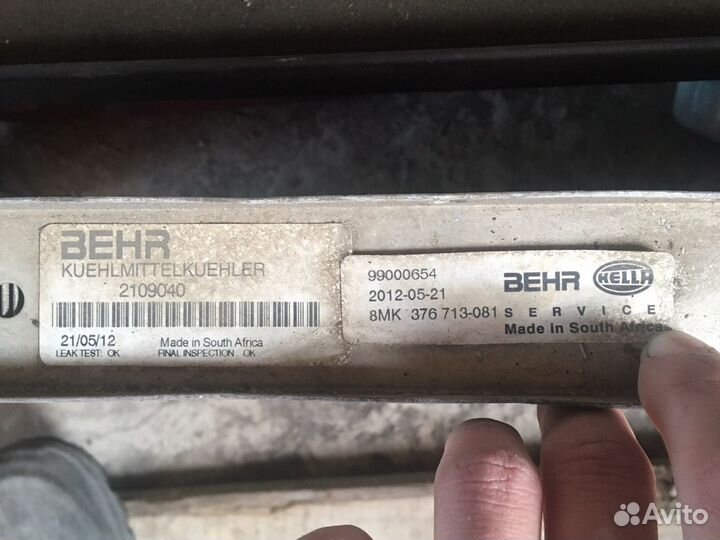 BEHR
KUEHLMITTELKUEHLER
2109040
21/05/12 Made in South Africa
LEAK TEST: OK FINAL INSPECTION OK
99000654
2012-05-21
8MK 376 713-081
BEHR HELLA
SERVICE
Made in South Africa
Avito